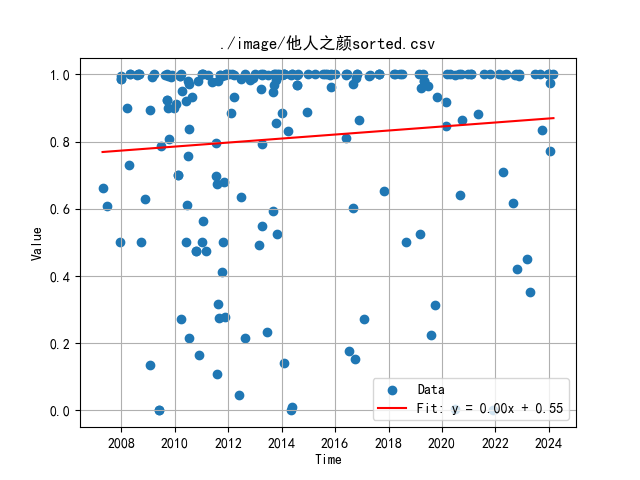 ./image/他人之颜sorted.csv
Value
1.0
0.8
0.6
0.4
0.2
0.0
Data
Fit: y = 0.00x + 0.55
2008 2010 2012 2014 2016 2018 2020 2022 2024
Time